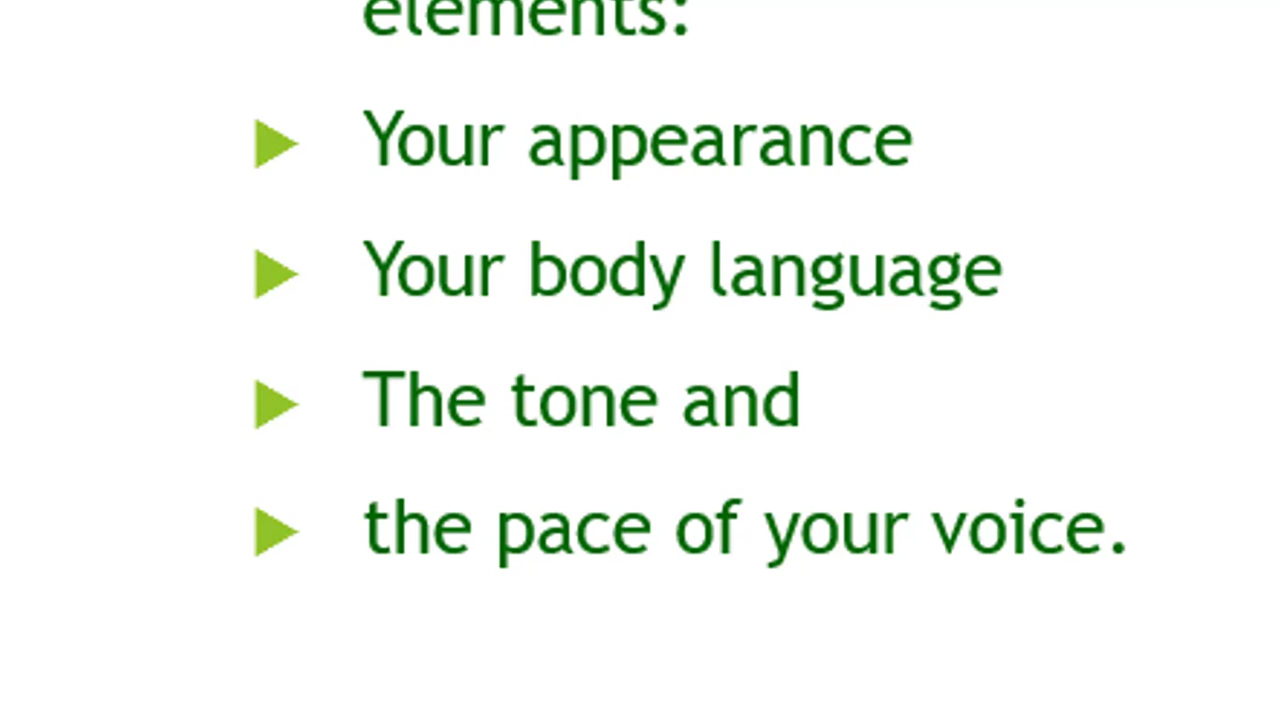 elements:
Your appearance
Your body language
The tone and
the pace of your voice.